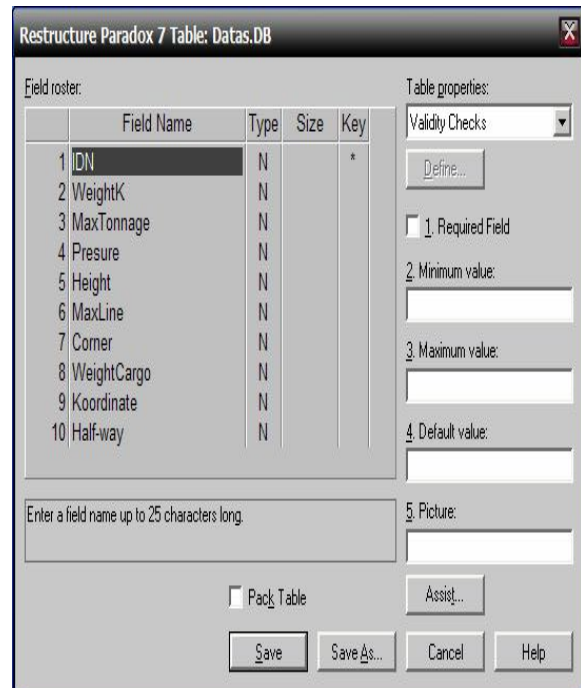 Restructure Paradox 7 Table: Datas.DB
X
Field roster:
Field Name Type Size Key
1 IDN N *
2 WeightK N
3 MaxTonnage N
4 Presure N
5 Height N
6 MaxLine N
7 Corner N
8 WeightCargo N
9 Koordinate N
10 Half-way N
Enter a field name up to 25 characters long.
Pack Table
Table properties:
Validity Checks
Define...
1. Required Field
2. Minimum value:
3. Maximum value:
4. Default value:
5. Picture:
Assist...
Save Save As... Cancel Help